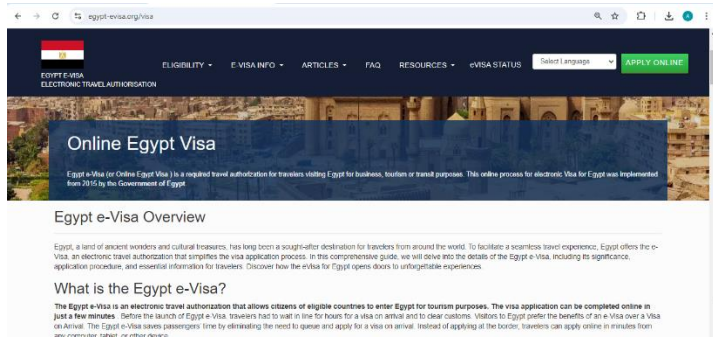 egypt-evisa.org/visa
EGYPT E-VISA
ELECTRONIC TRAVEL AUTHORISATION
ELIGIBILITY
E-VISA INFO
ARTICLES
FAQ
RESOURCES
eVISA STATUS
Select Language
APPLY ONLINE
Online Egypt Visa
Egypt e-Visa (or Online Egypt Visa ) is a required travel authorization for travelers visiting Egypt for business, tourism or transit purposes. This online process for electronic Visa for Egypt was implemented
from 2015 by the Government of Egypt.
Egypt e-Visa Overview
Egypt, a land of ancient wonders and cultural treasures, has long been a sought-after destination for travelers from around the world. To facilitate a seamless travel experience, Egypt offers the e-
Visa, an electronic travel authorization that simplifies the visa application process. In this comprehensive guide, we will delve into the details of the Egypt e-Visa, including its significance,
application procedure, and essential information for travelers. Discover how the eVisa for Egypt opens doors to unforgettable experiences.
What is the Egypt e-Visa?
The Egypt e-Visa is an electronic travel authorization that allows citizens of eligible countries to enter Egypt for tourism purposes. The visa application can be completed online in
just a few minutes . Before the launch of Egypt e-Visa, travelers had to wait in line for hours for a visa on arrival and to clear customs. Visitors to Egypt prefer the benefits of an e-Visa over a Visa
on Arrival. The Egypt e-Visa saves passengers' time by eliminating the need to queue and apply for a visa on arrival. Instead of applying at the border, travelers can apply online in minutes from
any computer, tablet, or other device.